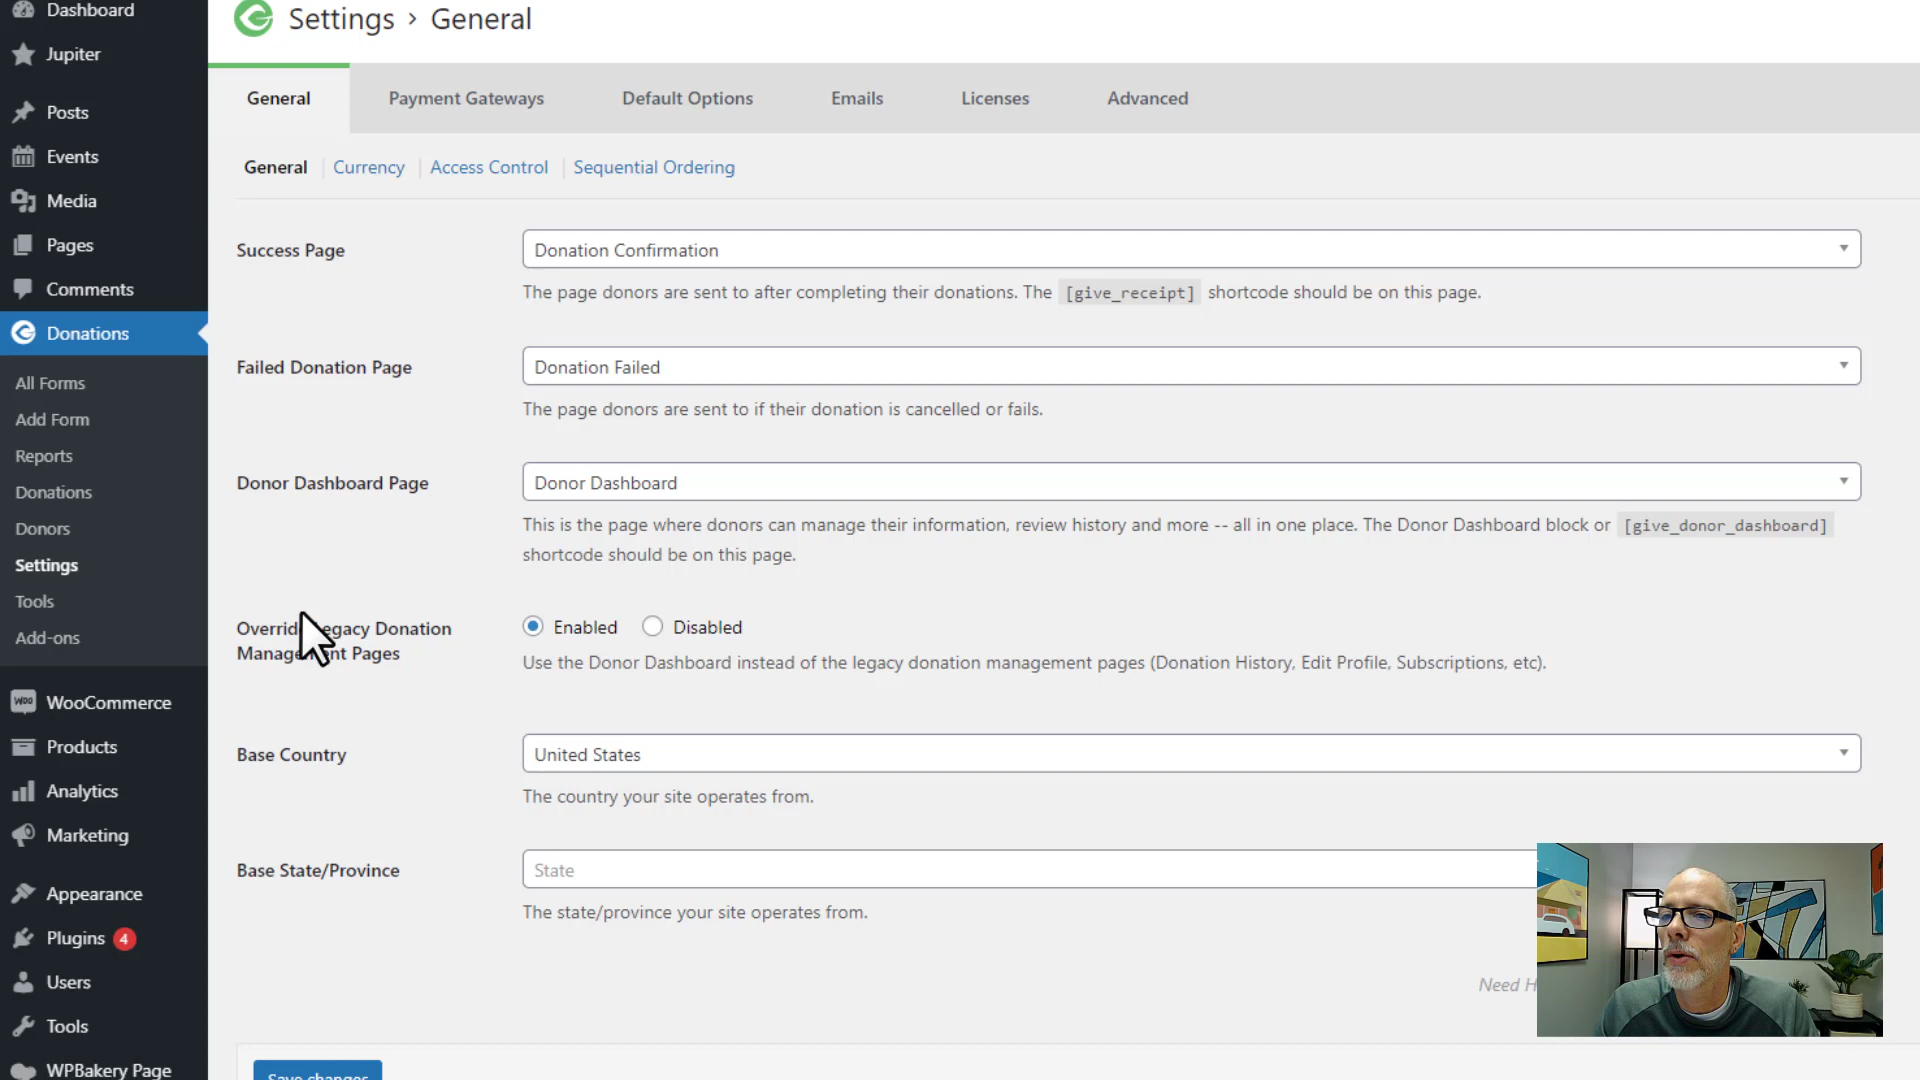 Dashboard
Jupiter
Posts
Events
Media
Pages
Comments
Donations
All Forms
Add Form
Reports
Donations
Donors
Settings
Tools
Add-ons
WooCommerce
Products
Analytics
Marketing
Appearance
Plugins 4
Users
Tools
WPBakery Page
Settings › General
General Payment Gateways Default Options Emails Licenses Advanced
General Currency Access Control Sequential Ordering
Success Page
Donation Confirmation
The page donors are sent to after completing their donations. The [give_receipt] shortcode should be on this page.
Failed Donation Page
Donation Failed
The page donors are sent to if their donation is cancelled or fails.
Donor Dashboard Page
Donor Dashboard
This is the page where donors can manage their information, review history and more -- all in one place. The Donor Dashboard block or [give_donor_dashboard]
shortcode should be on this page.
Override Legacy Donation
Management Pages
Enabled Disabled
Use the Donor Dashboard instead of the legacy donation management pages (Donation History, Edit Profile, Subscriptions, etc).
Base Country
United States
The country your site operates from.
Base State/Province
State
The state/province your site operates from.
Need
Save changes